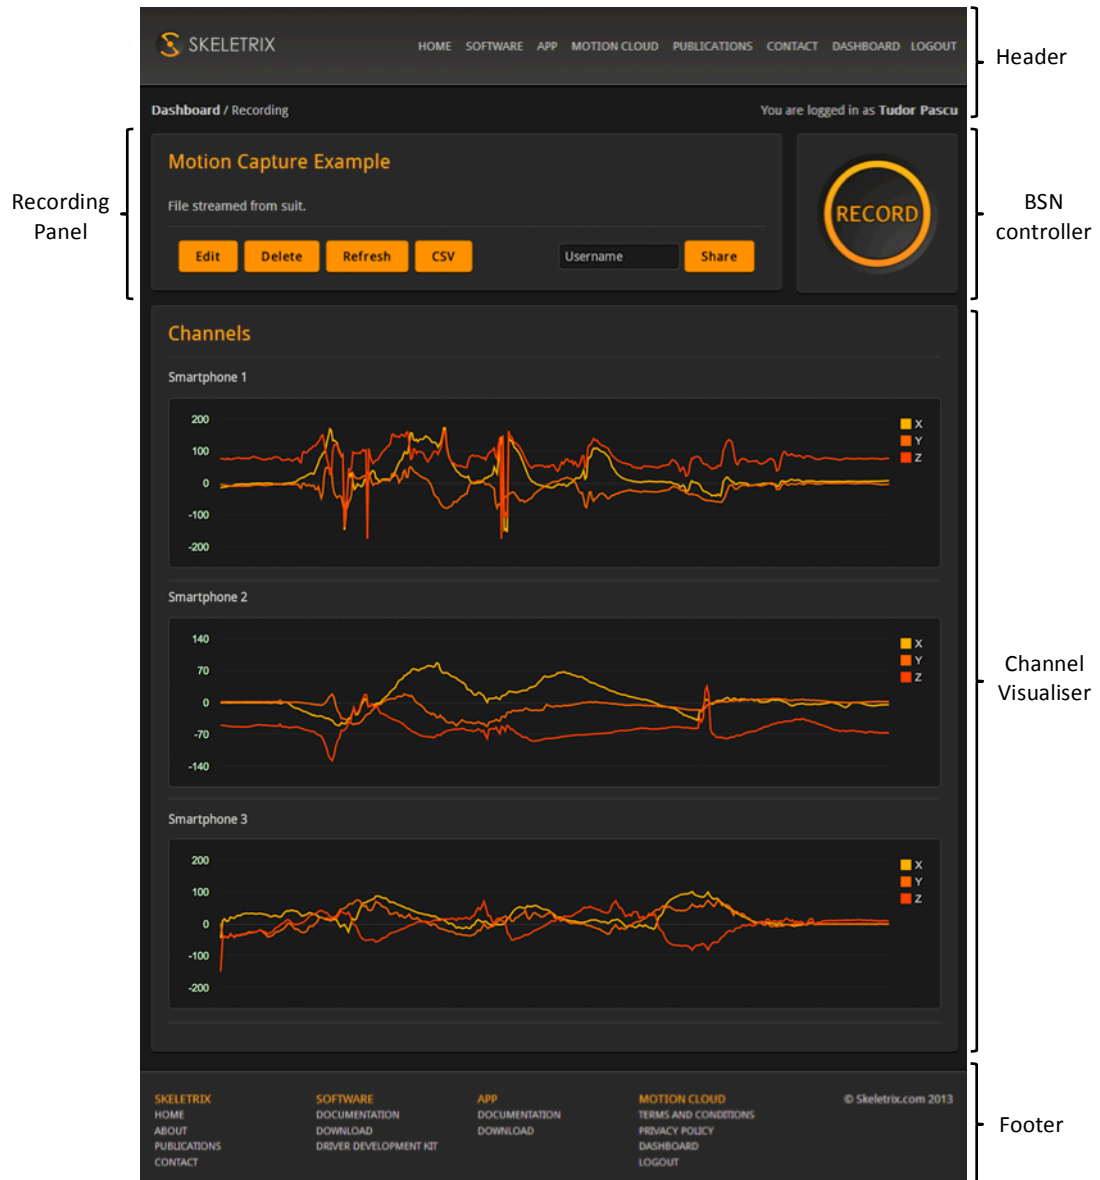 SKELETRIX
HOME SOFTWARE APP MOTION CLOUD PUBLICATIONS CONTACT DASHBOARD LOGOUT
Header
Dashboard / Recording
You are logged in as Tudor Pascu
Recording
Panel
Motion Capture Example
File streamed from suit.
Edit Delete Refresh CSV Username Share
RECORD
BSN
controller
Channels
Smartphone 1
200
100
0
-100
-200
X
Y
Z
Smartphone 2
140
70
0
-70
-140
X
Y
Z
Channel
Visualiser
Smartphone 3
200
100
0
-100
-200
X
Y
Z
SKELETRIX
HOME
ABOUT
PUBLICATIONS
CONTACT
SOFTWARE
DOCUMENTATION
DOWNLOAD
DRIVER DEVELOPMENT KIT
APP
DOCUMENTATION
DOWNLOAD
MOTION CLOUD
TERMS AND CONDITIONS
PRIVACY POLICY
DASHBOARD
LOGOUT
© Skeletrix.com 2013
Footer